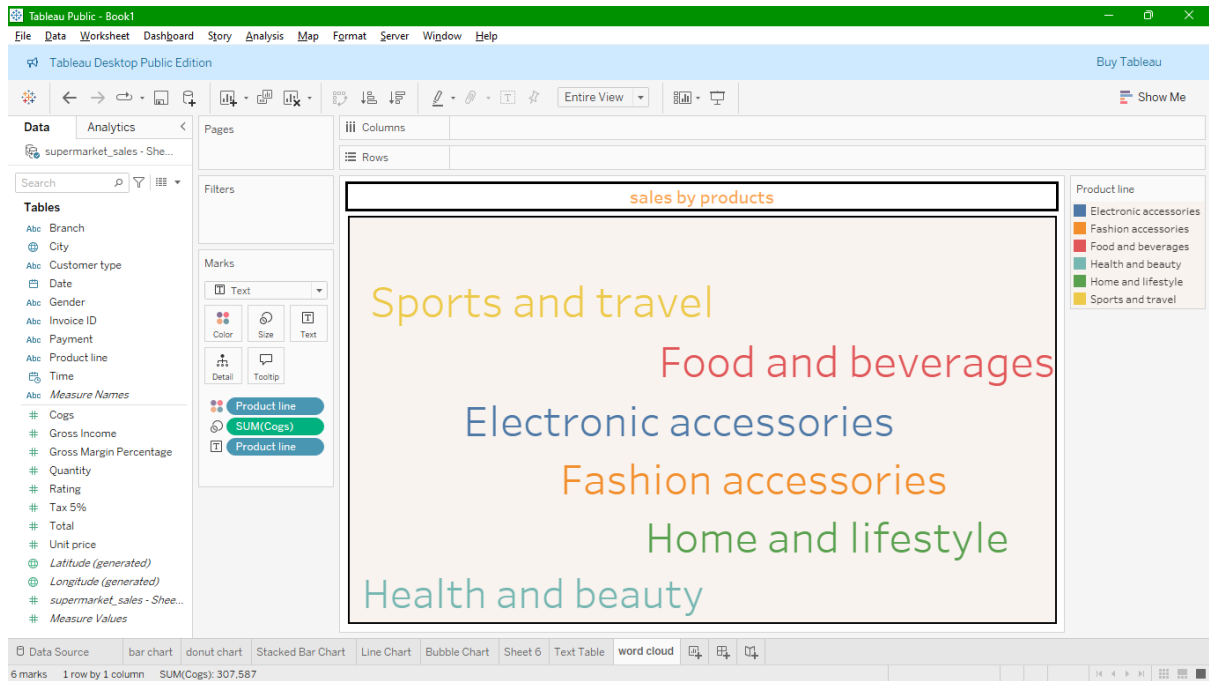 Tableau Public - Book1
File Data Worksheet Dashboard Story Analysis Map Format Server Window Help
Tableau Desktop Public Edition
Buy Tableau
Entire View
Show Me
Data Analytics
supermarket_sales - She...
Search
Tables
Abc Branch
City
Abc Customer type
Date
Abc Gender
Abc Invoice ID
Abc Payment
Abc Product line
Time
Abc Measure Names
# Cogs
# Gross Income
# Gross Margin Percentage
# Quantity
# Rating
# Tax 5%
# Total
# Unit price
Latitude (generated)
Longitude (generated)
# supermarket_sales - Shee...
# Measure Values
Pages
Filters
Marks
T Text
Color Size Text
Detail Tooltip
Product line
SUM(Cogs)
T Product line
Columns
Rows
sales by products
Sports and travel
Food and beverages
Electronic accessories
Fashion accessories
Home and lifestyle
Health and beauty
Product line
Electronic accessories
Fashion accessories
Food and beverages
Health and beauty
Home and lifestyle
Sports and travel
Data Source bar chart donut chart Stacked Bar Chart Line Chart Bubble Chart Sheet 6 Text Table word cloud
6 marks 1 row by 1 column SUM(Cogs): 307,587